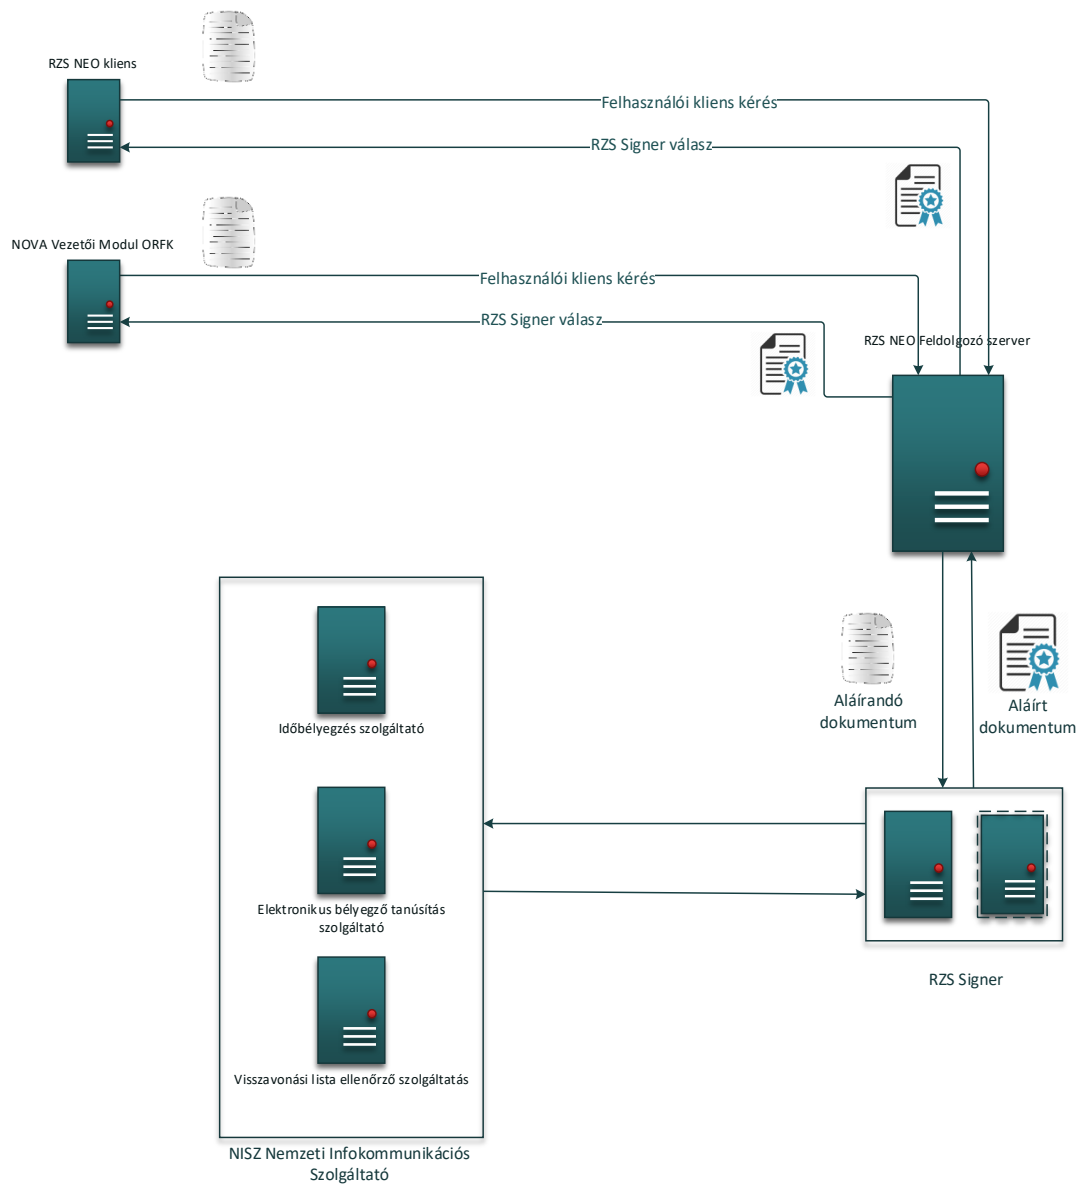 RZS NEO kliens
Felhasználói kliens kérés
RZS Signer válasz
NOVA Vezetői Modul ORFK
Felhasználói kliens kérés
RZS Signer válasz
RZS NEO Feldolgozó szerver
Aláírandó
dokumentum
Aláírt
dokumentum
Időbélyegzés szolgáltató
Elektronikus bélyegző tanúsítás
szolgáltató
RZS Signer
Visszavonási lista ellenőrző szolgáltatás
NISZ Nemzeti Infokommunikációs
Szolgáltató